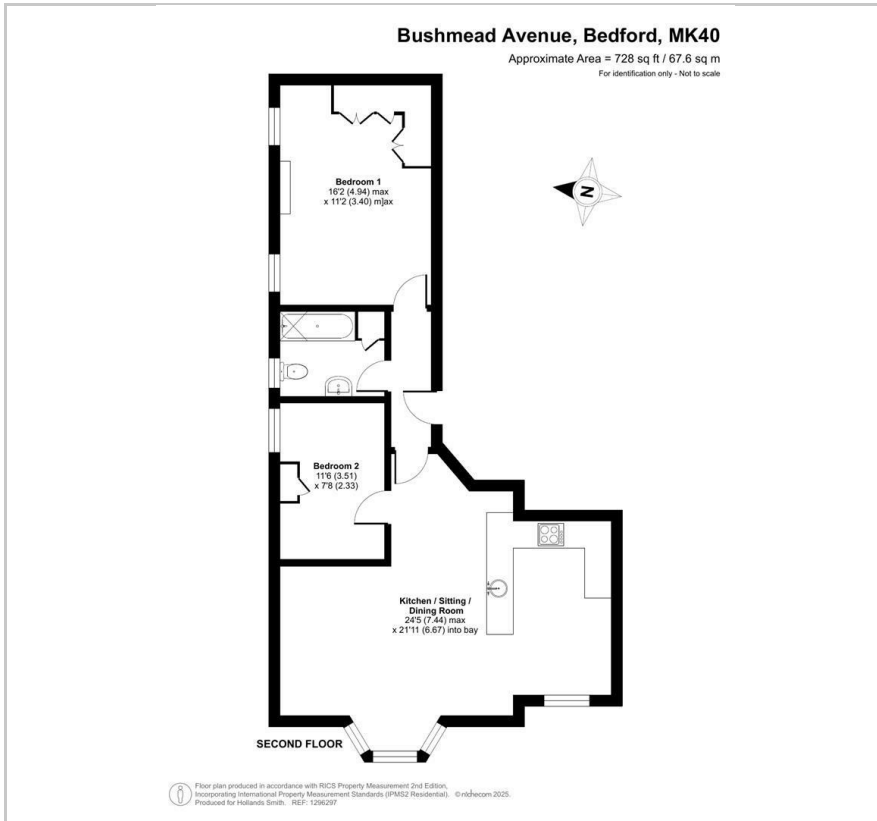 Bushmead Avenue, Bedford, MK40
Approximate Area = 728 sq ft / 67.6 sq m
For identification only - Not to scale
Bedroom 1
16'2 (4.94) max
x 11'2 (3.40) m]ax
N
Bedroom 2
11'6 (3.51)
x 7'8 (2.33)
Kitchen / Sitting /
Dining Room
24'5 (7.44) max
x 21'11 (6.67) into bay
SECOND FLOOR
Floor plan produced in accordance with RICS Property Measurement 2nd Edition,
Incorporating International Property Measurement Standards (IPMS2 Residential). © nichecom 2025.
Produced for Hollands Smith. REF: 1296297